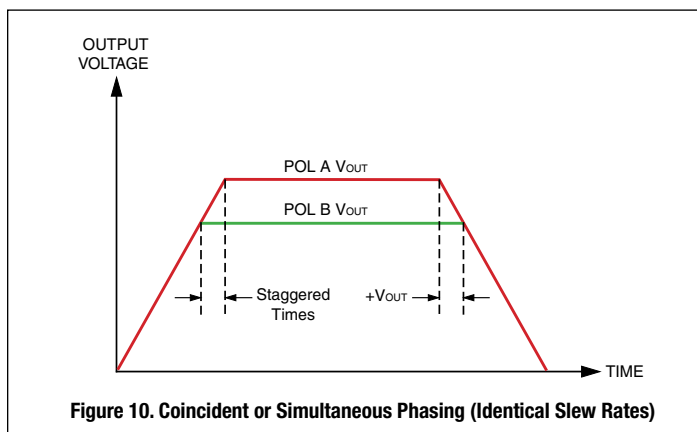 OUTPUT
VOLTAGE
POL A VOUT
POL B VOUT
Staggered
Times
+VOUT
TIME
Figure 10. Coincident or Simultaneous Phasing (Identical Slew Rates)